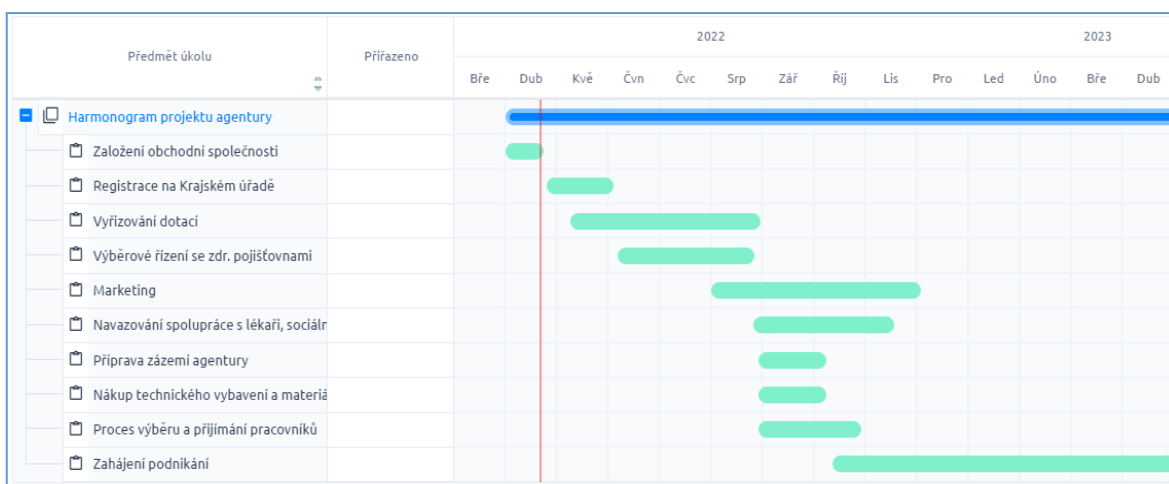 2022 2023
Předmět úkolu Přiřazeno
Bře Dub Kvě Čvn Čvc Srp Zář Říj Lis Pro Led Úno Bře Dub
Harmonogram projektu agentury
Založení obchodní společnosti
Registrace na Krajském úřadě
Vyřizování dotací
Výběrové řízení se zdr. pojišťovnami
Marketing
Navazování spolupráce s lékaři, sociáln
Příprava zázemí agentury
Nákup technického vybavení a materiá
Proces výběru a přijímání pracovníků
Zahájení podnikání